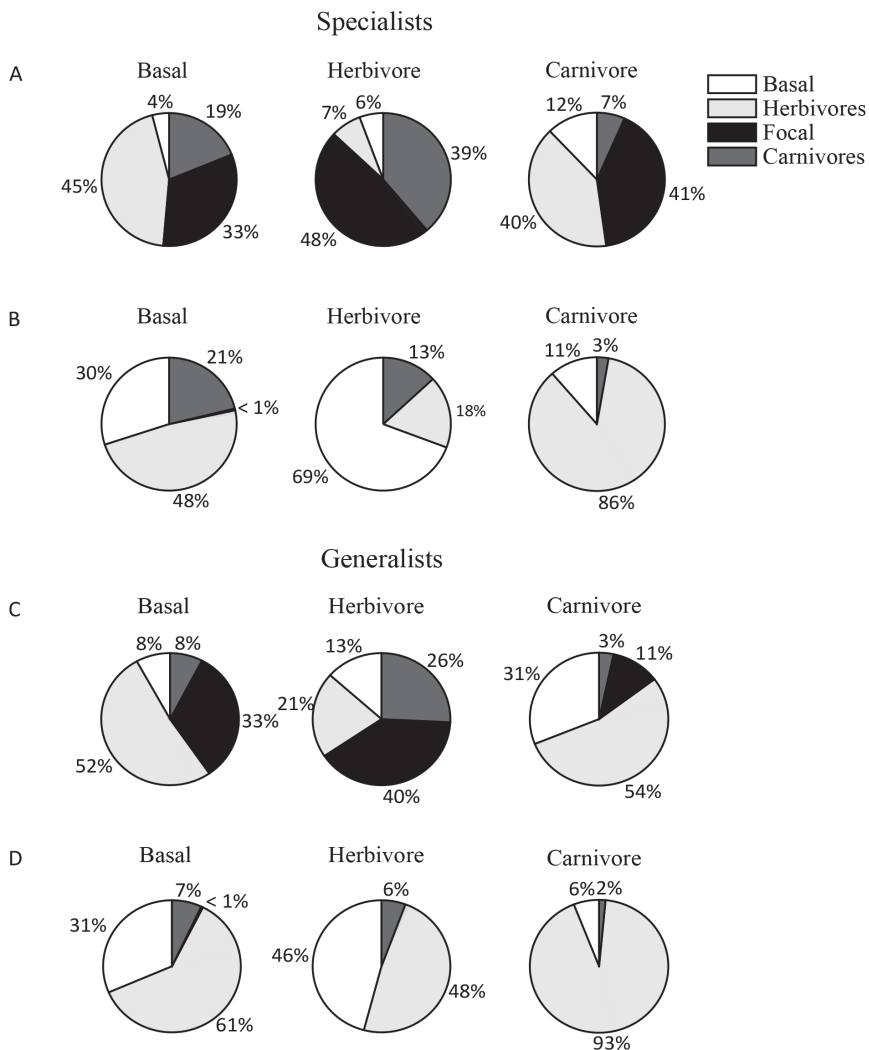 Specialists
A
Basal
Herbivore
Carnivore
Basal
Herbivores
Focal
Carnivores
4%
19%
45%
33%
7%
6%
39%
48%
12%
7%
40%
41%
B
Basal
Herbivore
Carnivore
30%
21%
< 1%
48%
13%
18%
69%
11%
3%
86%
Generalists
C
Basal
Herbivore
Carnivore
8%
8%
33%
52%
13%
26%
21%
40%
3%
11%
31%
54%
D
Basal
Herbivore
Carnivore
7%
< 1%
31%
61%
6%
46%
48%
6%
2%
93%